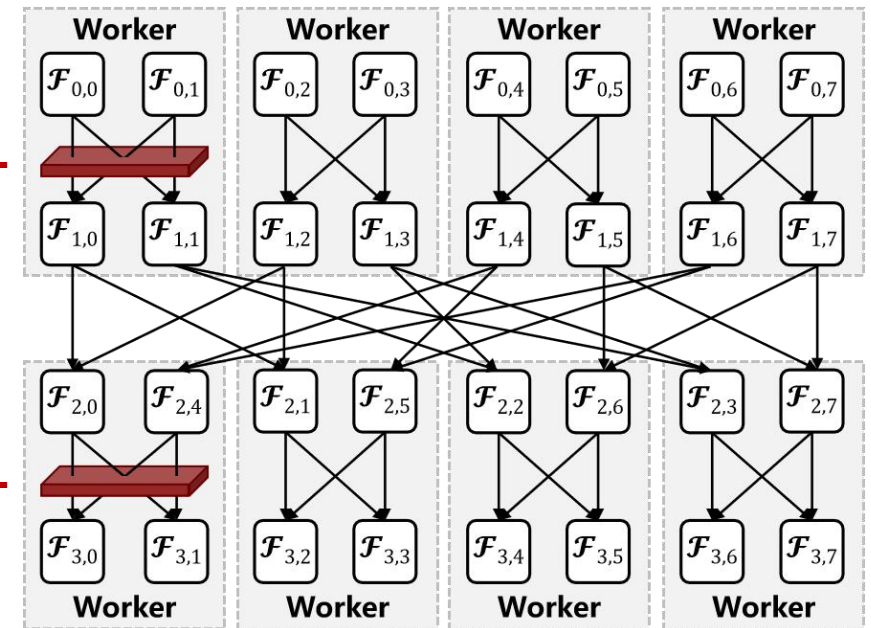 Worker Worker Worker Worker
ℱ0,0 ℱ0,1 ℱ0,2 ℱ0,3 ℱ0,4 ℱ0,5 ℱ0,6 ℱ0,7
ℱ1,0 ℱ1,1 ℱ1,2 ℱ1,3 ℱ1,4 ℱ1,5 ℱ1,6 ℱ1,7
ℱ2,0 ℱ2,4 ℱ2,1 ℱ2,5 ℱ2,2 ℱ2,6 ℱ2,3 ℱ2,7
ℱ3,0 ℱ3,1 ℱ3,2 ℱ3,3 ℱ3,4 ℱ3,5 ℱ3,6 ℱ3,7
Worker Worker Worker Worker